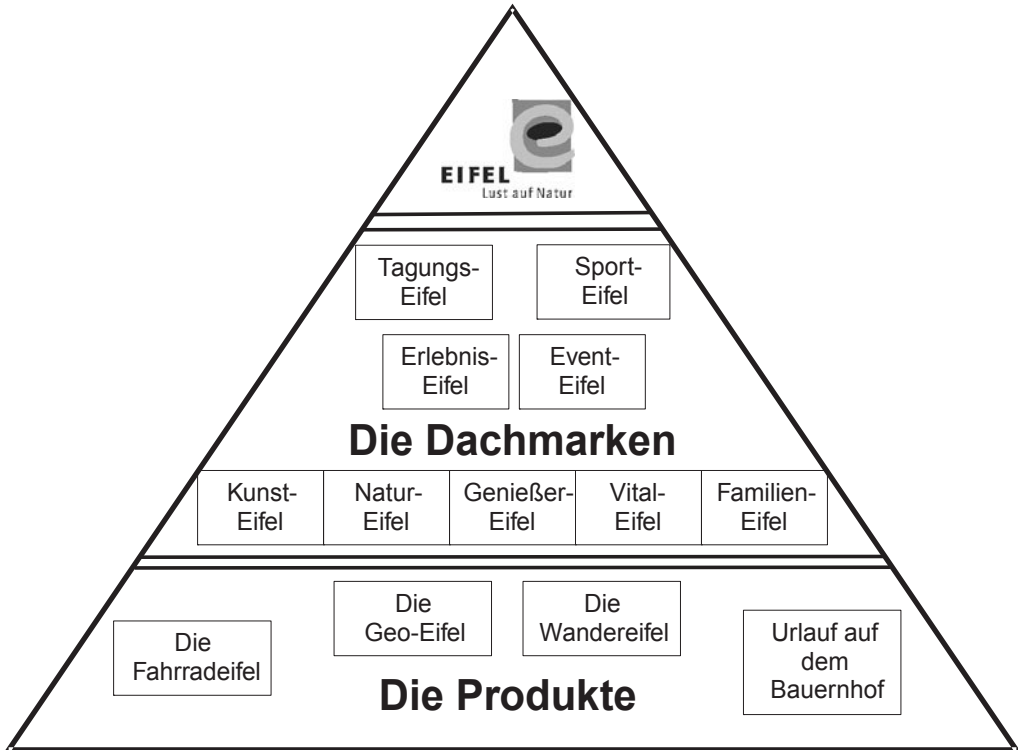 EIFEL
Lust auf Natur
Tagungs-
Eifel
Sport-
Eifel
Erlebnis-
Eifel
Event-
Eifel
Die Dachmarken
Kunst-
Eifel
Natur-
Eifel
Genießer-
Eifel
Vital-
Eifel
Familien-
Eifel
Die
Fahrradeifel
Die
Geo-Eifel
Die
Wandereifel
Urlauf auf
dem
Bauernhof
Die Produkte